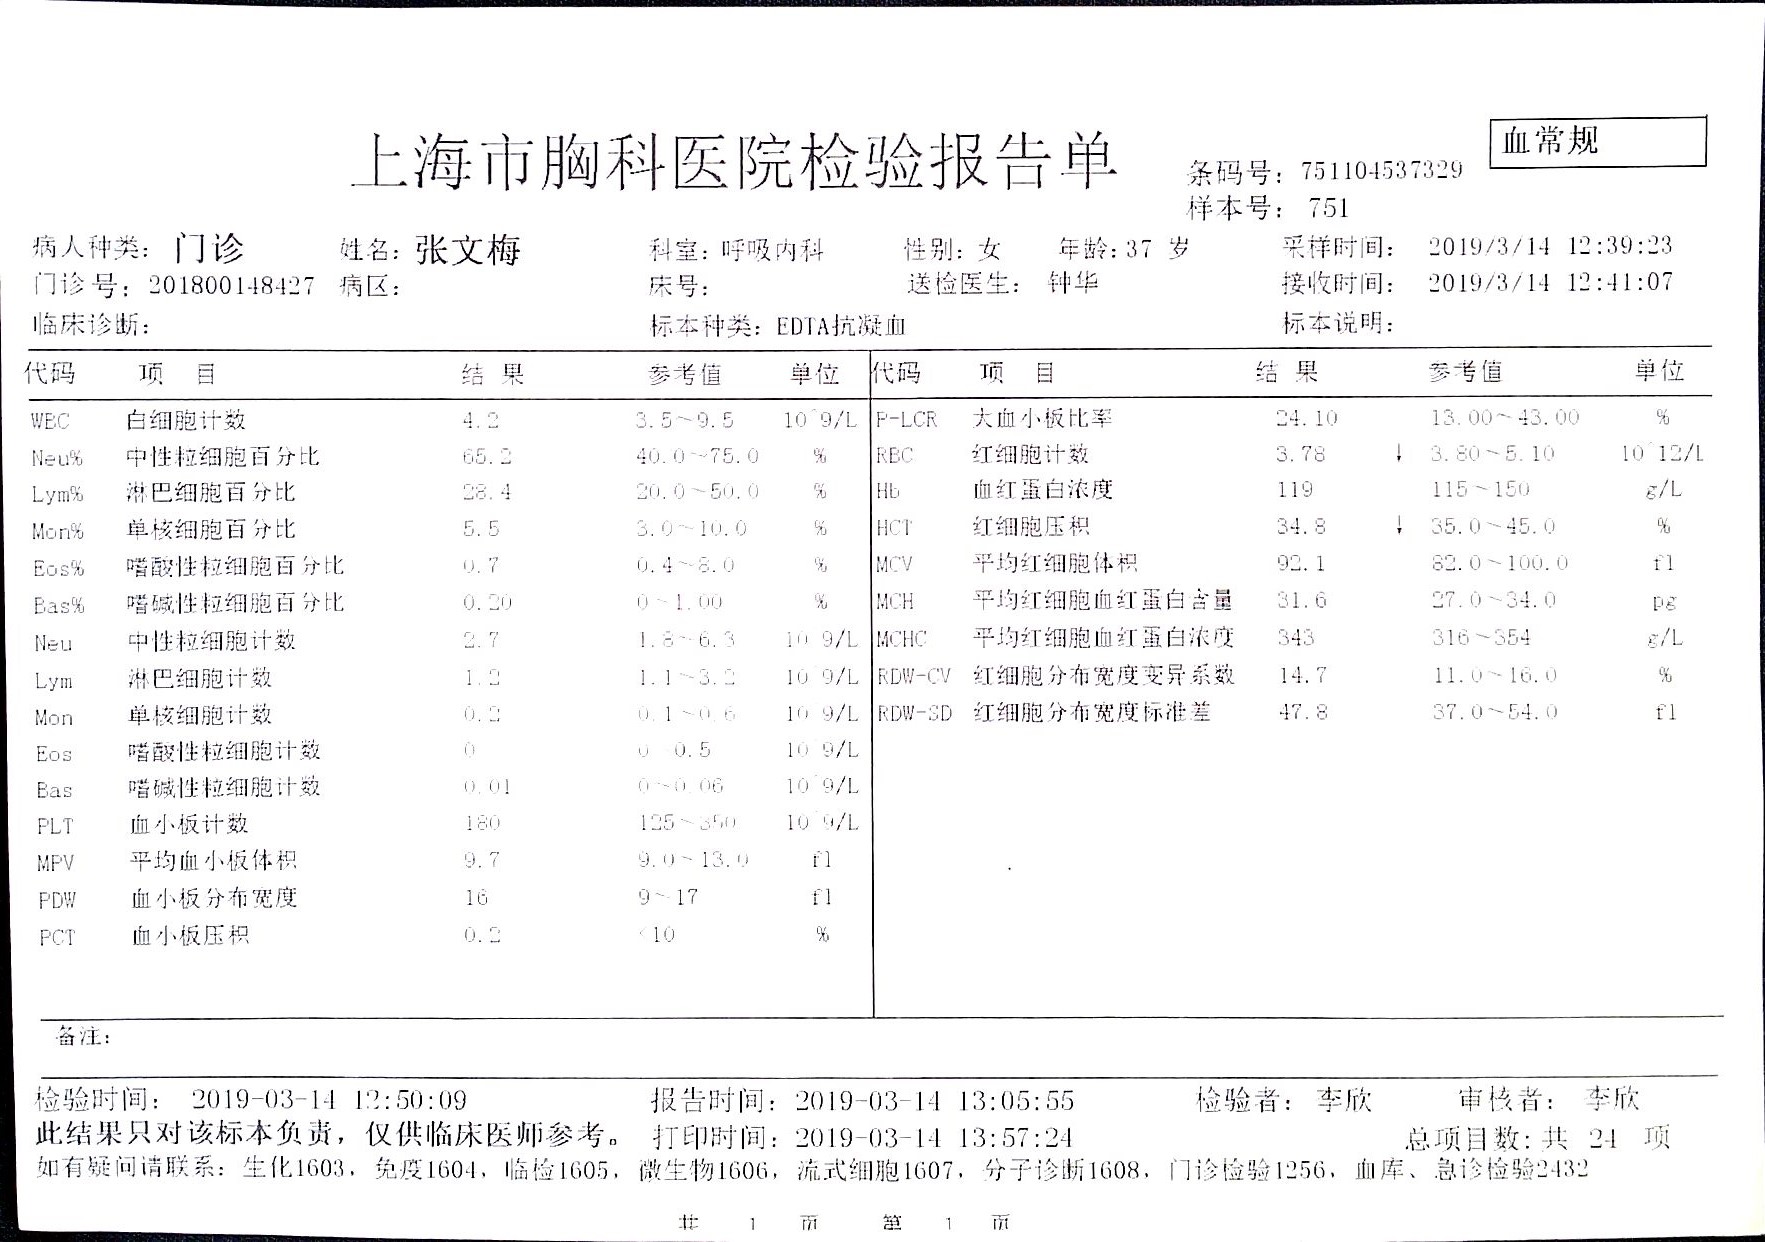 上海市胸科医院检验报告单
血常规
条码号: 751104537329
样本号: 751
病人种类: 门诊 姓名: 张文梅 科室: 呼吸内科 性别: 女 年龄: 37 岁 采样时间: 2019/3/14 12:39:23
门诊号: 201800148427 病区: 床号: 送检医生: 钟华 接收时间: 2019/3/14 12:41:07
临床诊断: 标本种类: EDTA抗凝血 标本说明:
代码 项 目 结 果 参考值 单位 代码 项 目 结 果 参考值 单位
WBC 白细胞计数 4.2 3.5~9.5 10^9/L P-LCR 大血小板比率 24.10 13.00~43.00 %
Neu% 中性粒细胞百分比 65.2 40.0~75.0 % RBC 红细胞计数 3.78 ↓ 3.80~5.10 10^12/L
Lym% 淋巴细胞百分比 28.4 20.0~50.0 % Hb 血红蛋白浓度 119 115~150 g/L
Mon% 单核细胞百分比 5.5 3.0~10.0 % HCT 红细胞压积 34.8 ↓ 35.0~45.0 %
Eos% 嗜酸性粒细胞百分比 0.7 0.4~8.0 % MCV 平均红细胞体积 92.1 82.0~100.0 fl
Bas% 嗜碱性粒细胞百分比 0.20 0~1.00 % MCH 平均红细胞血红蛋白含量 31.6 27.0~34.0 pg
Neu 中性粒细胞计数 2.7 1.8~6.3 10^9/L MCHC 平均红细胞血红蛋白浓度 343 316~354 g/L
Lym 淋巴细胞计数 1.2 1.1~3.2 10^9/L RDW-CV 红细胞分布宽度变异系数 14.7 11.0~16.0 %
Mon 单核细胞计数 0.2 0.1~0.6 10^9/L RDW-SD 红细胞分布宽度标准差 47.8 37.0~54.0 fl
Eos 嗜酸性粒细胞计数 0 0~0.5 10^9/L
Bas 嗜碱性粒细胞计数 0.01 0~0.06 10^9/L
PLT 血小板计数 180 125~350 10^9/L
MPV 平均血小板体积 9.7 9.0~13.0 fl
PDW 血小板分布宽度 16 9~17 fl
PCT 血小板压积 0.2 <10 %
备注:
检验时间: 2019-03-14 12:50:09 报告时间: 2019-03-14 13:05:55 检验者: 李欣 审核者: 李欣
此结果只对该标本负责，仅供临床医师参考。 打印时间: 2019-03-14 13:57:24 总项目数: 共 24 项
如有疑问请联系: 生化1603, 免疫1604, 临检1605, 微生物1606, 流式细胞1607, 分子诊断1608, 门诊检验1256, 血库、急诊检验2432
共 1 页 第 1 页